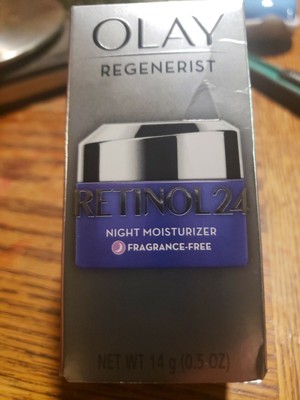 OLAY
REGENERIST
RETINOL24
NIGHT MOISTURIZER
FRAGRANCE-FREE
NET WT 14 g (0.5 OZ)